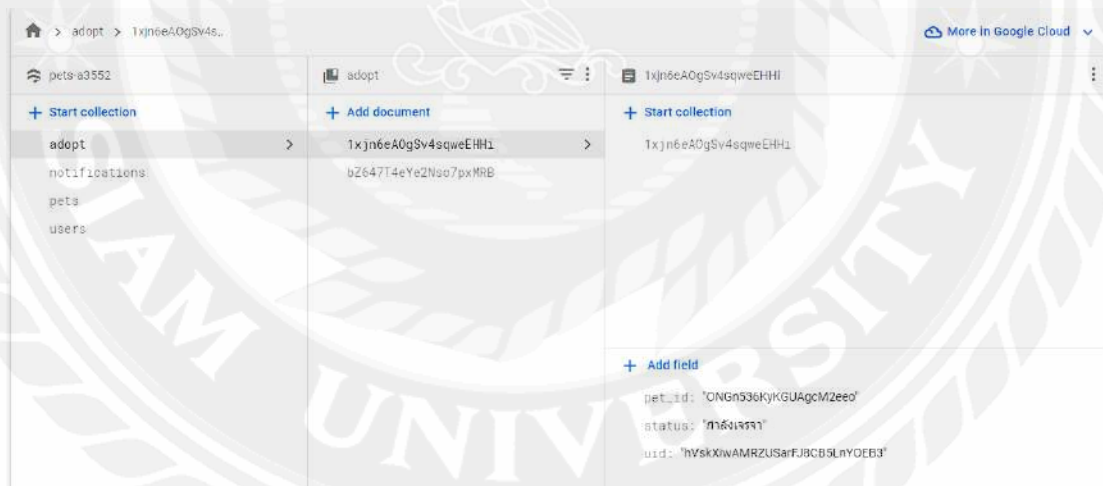 adopt > 1xjn6eAOgSv4s..
More in Google Cloud
pets-a3552
adopt
1xjn6eAOgSv4sqweEHHi
+ Start collection
+ Add document
+ Start collection
adopt
1xjn6eAOgSv4sqweEHHi
1xjn6eAOgSv4sqweEHHi
notifications
bZ647T4eYe2Nso7pxMRB
pets
users
+ Add field
pet_id: "ONGn536KyKGUAgcM2eeo"
status: "กำลังเจรจา"
uid: "hVskXiwAMRZUSarFJ8CB5LnYOEB3"
SIAM UNIVERSITY